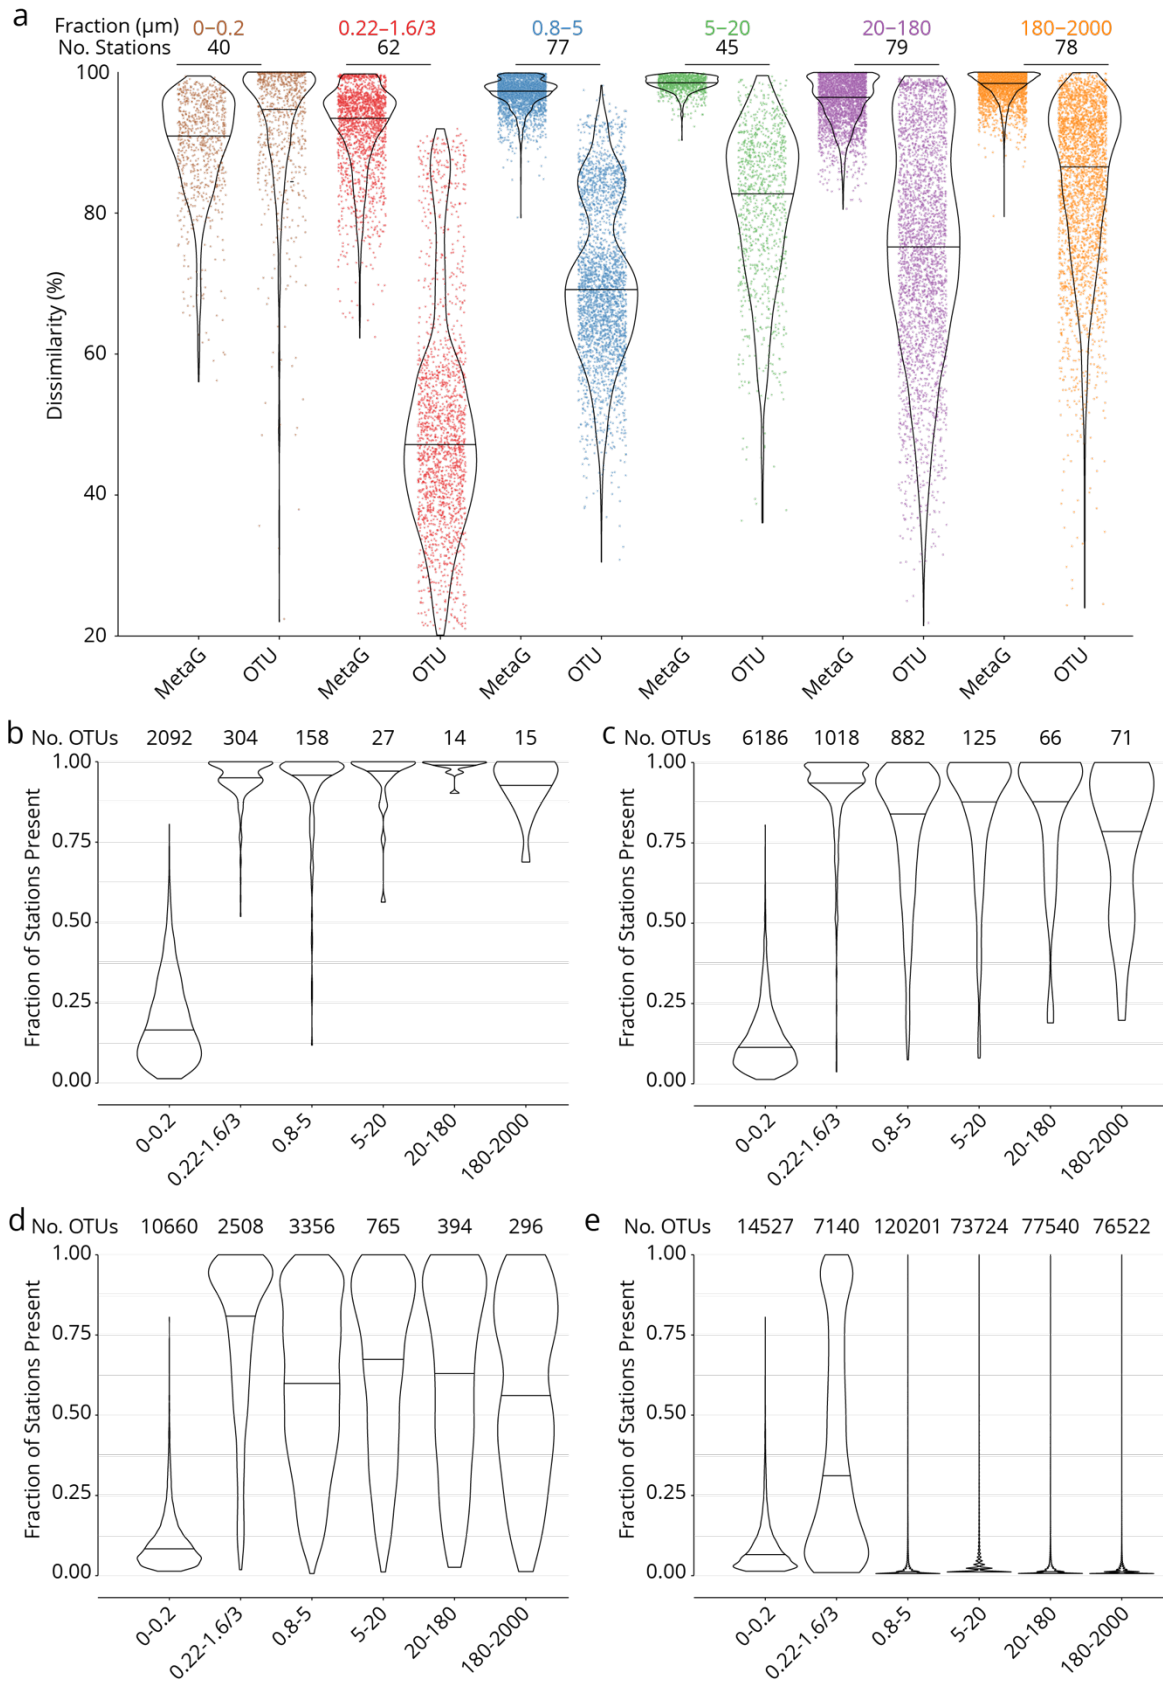 a
Fraction (µm) 0–0.2 0.22–1.6/3 0.8–5 5–20 20–180 180–2000
No. Stations 40 62 77 45 79 78
100
80
60
40
20
Dissimilarity (%)
MetaG OTU MetaG OTU MetaG OTU MetaG OTU MetaG OTU MetaG OTU
b No. OTUs 2092 304 158 27 14 15
1.00
0.75
0.50
0.25
0.00
Fraction of Stations Present
0-0.2 0.22-1.6/3 0.8-5 5-20 20-180 180-2000
c No. OTUs 6186 1018 882 125 66 71
1.00
0.75
0.50
0.25
0.00
Fraction of Stations Present
0-0.2 0.22-1.6/3 0.8-5 5-20 20-180 180-2000
d No. OTUs 10660 2508 3356 765 394 296
1.00
0.75
0.50
0.25
0.00
Fraction of Stations Present
0-0.2 0.22-1.6/3 0.8-5 5-20 20-180 180-2000
e No. OTUs 14527 7140 120201 73724 77540 76522
1.00
0.75
0.50
0.25
0.00
Fraction of Stations Present
0-0.2 0.22-1.6/3 0.8-5 5-20 20-180 180-2000